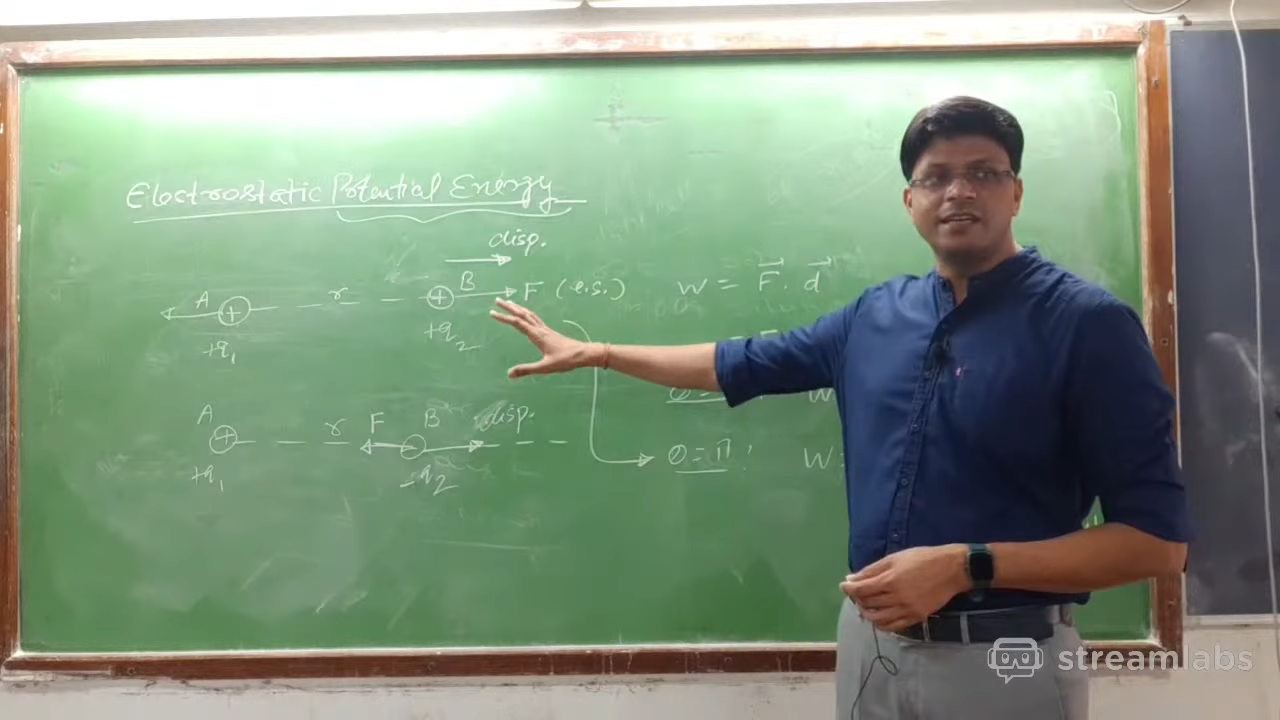 Electrostatic Potential Energy
disp.
A + r + B F (e.s.) W = F⃗ . d⃗
+q₁ +q₂
A + r F B disp.
+q₁ - -q₂
θ = π : W =
streamlabs